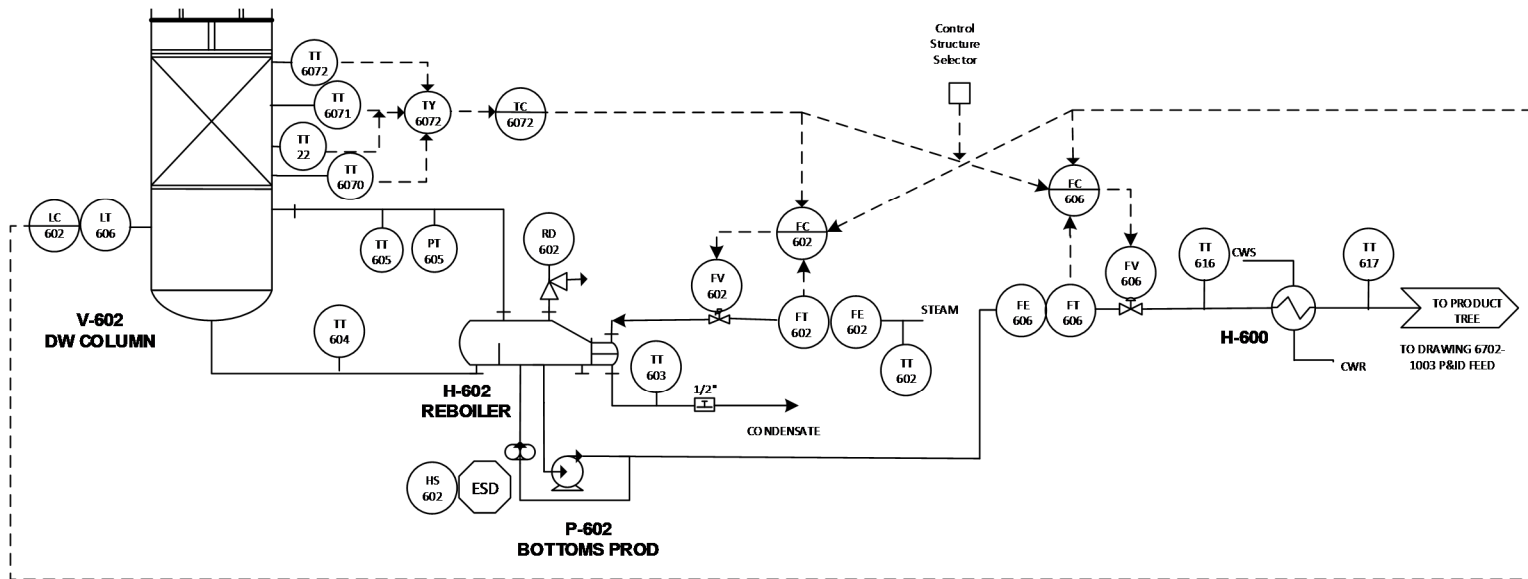 Control
Structure
Selector
TT
6072
TT
6071
TY
6072
TC
6072
TT
22
TT
6070
FC
606
LC
602
LT
606
TT
605
PT
605
RD
602
FC
602
FV
602
FV
606
TT
616
CWS
TT
617
V-602
DW COLUMN
TT
604
FT
602
FE
602
STEAM
FE
606
FT
606
TO PRODUCT
TREE
H-600
TO DRAWING 6702-
1003 P&ID FEED
CWR
H-602
REBOILER
TT
603
1/2"
TT
602
CONDENSATE
HS
602
ESD
P-602
BOTTOMS PROD